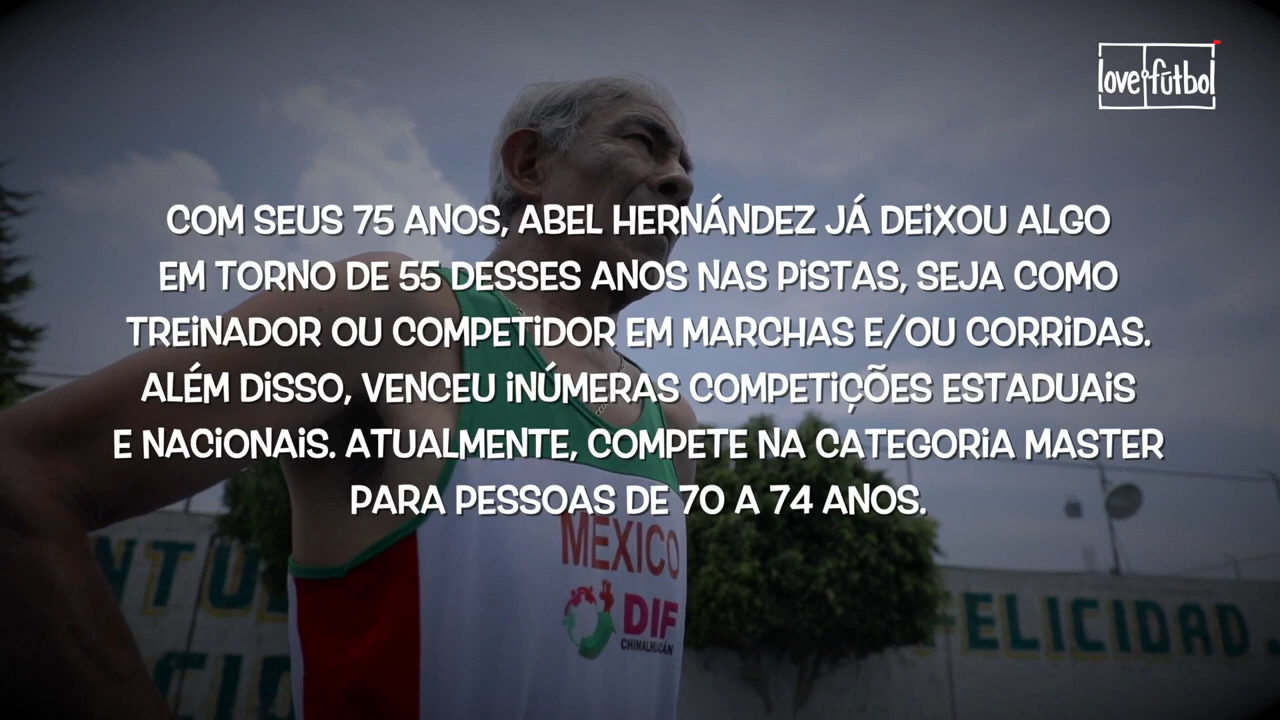 love fútbol
COM SEUS 75 ANOS, ABEL HERNÁNDEZ JÁ DEIXOU ALGO
EM TORNO DE 55 DESSES ANOS NAS PISTAS, SEJA COMO
TREINADOR OU COMPETIDOR EM MARCHAS E/OU CORRIDAS.
ALÉM DISSO, VENCEU INÚMERAS COMPETIÇÕES ESTADUAIS
E NACIONAIS. ATUALMENTE, COMPETE NA CATEGORIA MASTER
PARA PESSOAS DE 70 A 74 ANOS.
MEXICO
DIF
CHIMALHUCÁN
FELICIDAD.